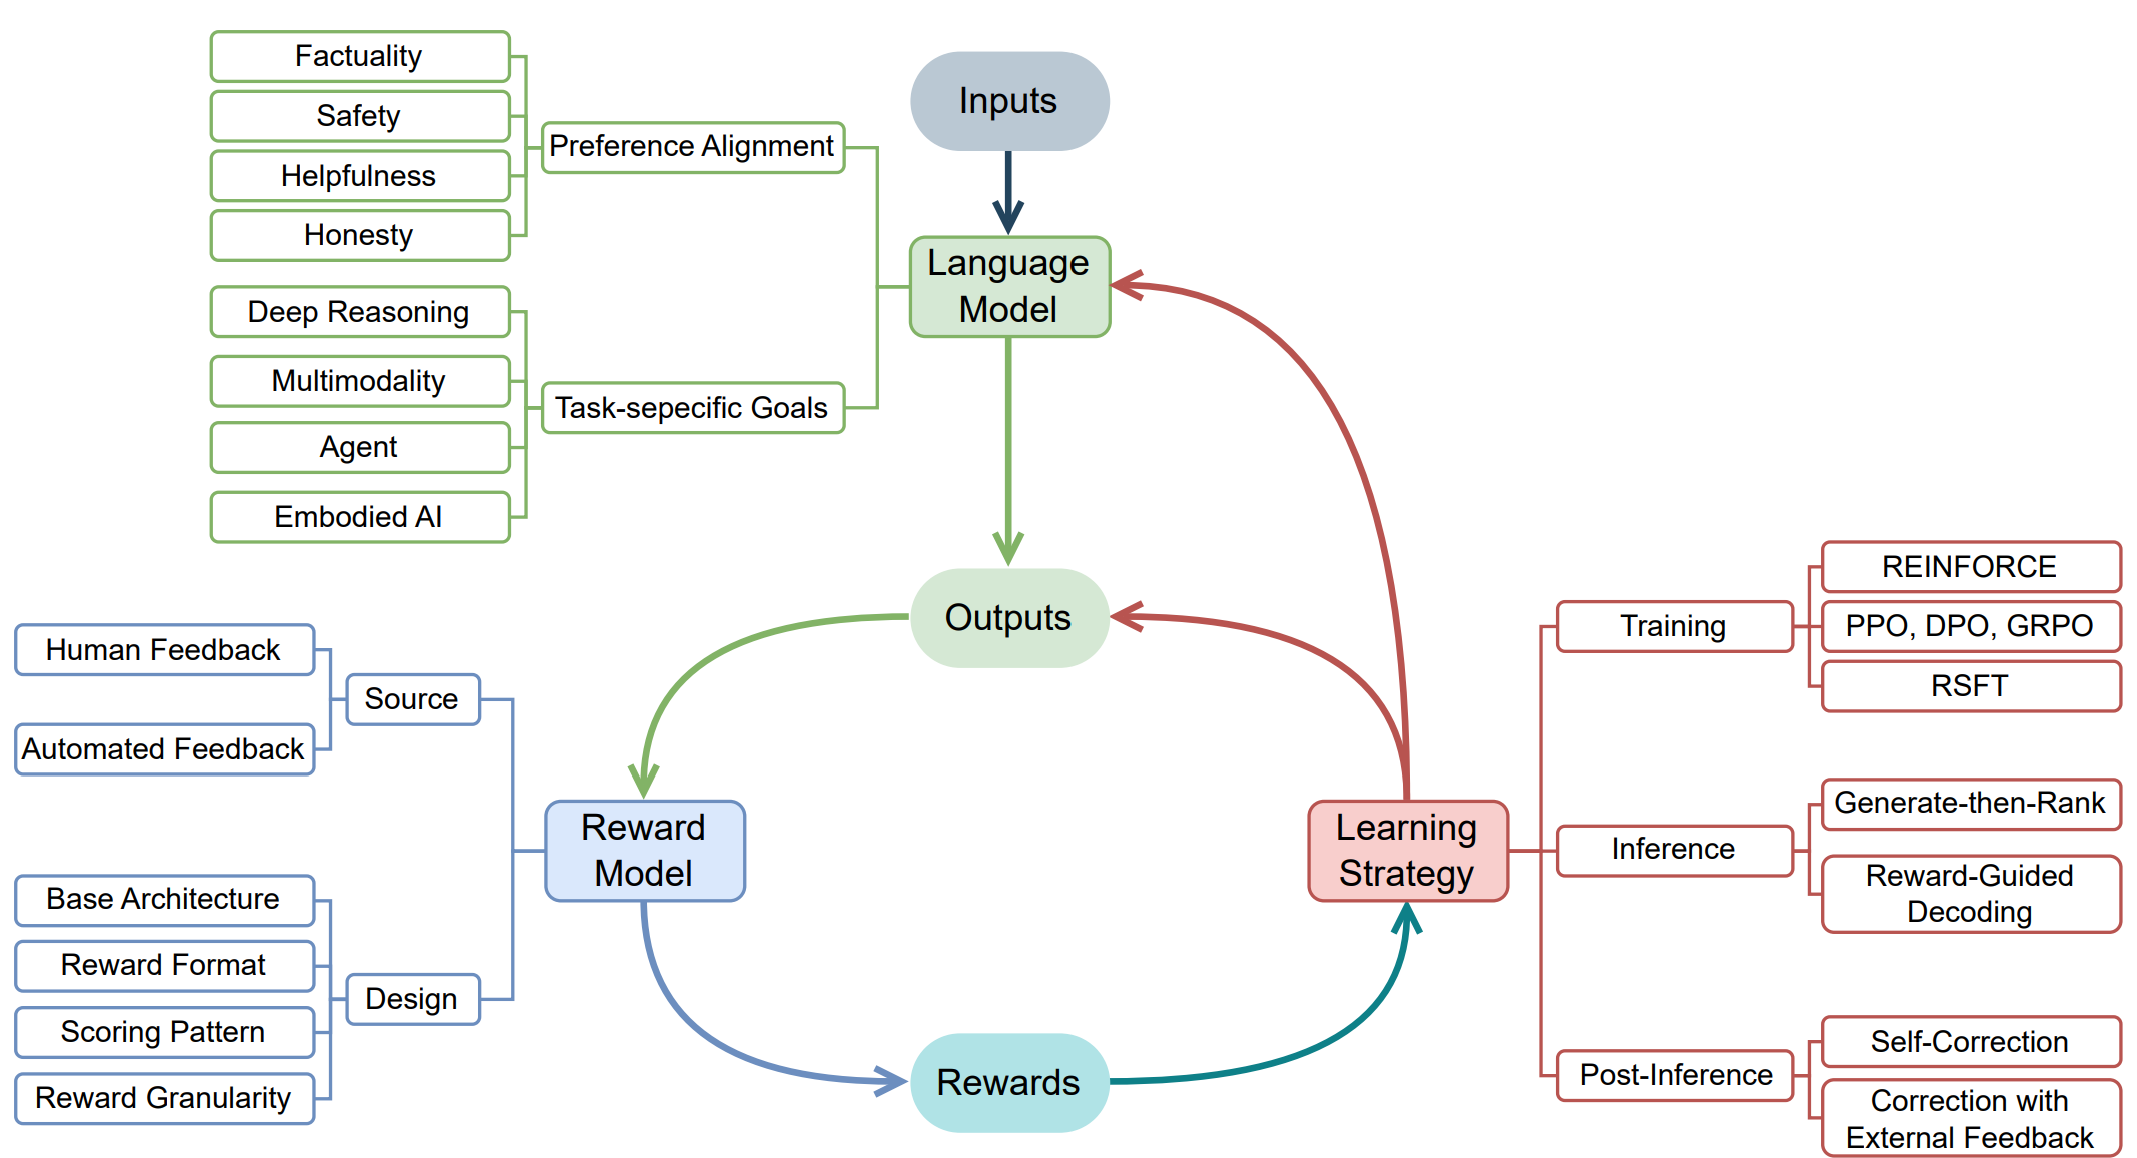 Factuality
Safety
Helpfulness
Honesty
Preference Alignment
Deep Reasoning
Multimodality
Agent
Embodied AI
Task-sepecific Goals
Inputs
Language
Model
Outputs
Human Feedback
Automated Feedback
Source
Base Architecture
Reward Format
Scoring Pattern
Reward Granularity
Design
Reward
Model
Rewards
Learning
Strategy
Training
REINFORCE
PPO, DPO, GRPO
RSFT
Inference
Generate-then-Rank
Reward-Guided
Decoding
Post-Inference
Self-Correction
Correction with
External Feedback